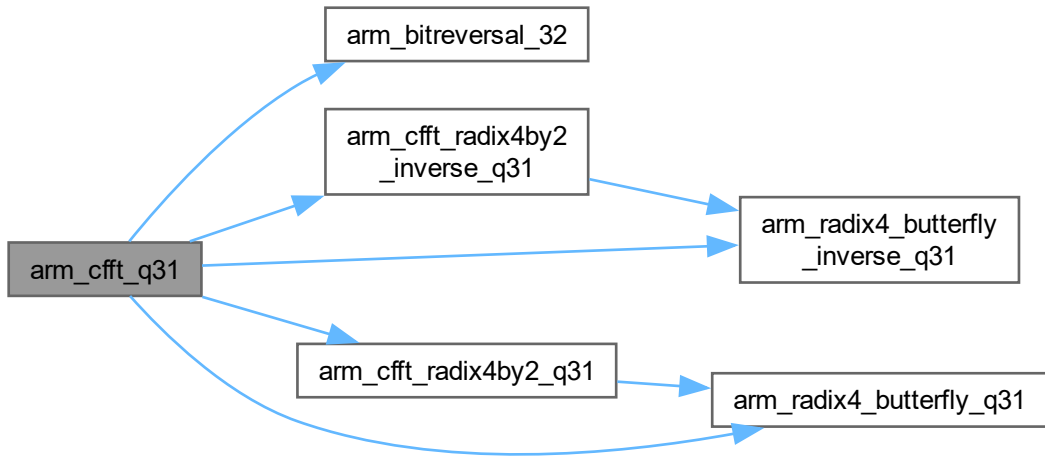 arm_bitreversal_32
arm_cfft_radix4by2
_inverse_q31
arm_radix4_butterfly
_inverse_q31
arm_cfft_q31
arm_cfft_radix4by2_q31
arm_radix4_butterfly_q31